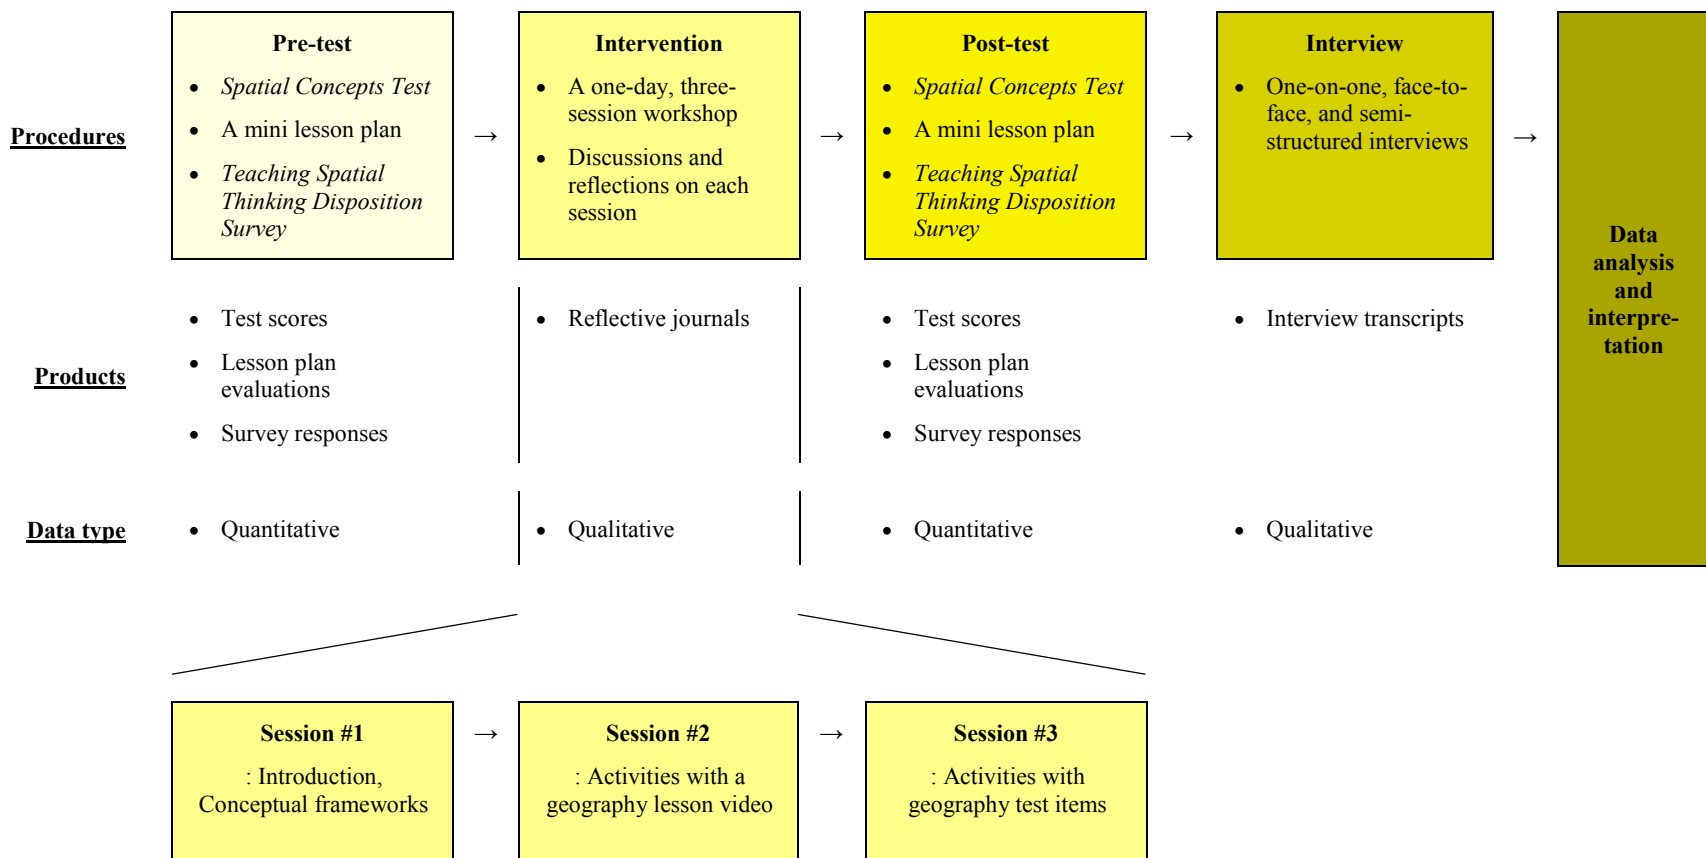 Pre-test
• Spatial Concepts Test
• A mini lesson plan
• Teaching Spatial
Thinking Disposition
Survey
→
Intervention
• A one-day, three-
session workshop
• Discussions and
reflections on each
session
→
Post-test
• Spatial Concepts Test
• A mini lesson plan
• Teaching Spatial
Thinking Disposition
Survey
→
Interview
• One-on-one, face-to-
face, and semi-
structured interviews
→
Data
analysis
and
interpre-
tation
Procedures
Products
• Test scores
• Lesson plan
evaluations
• Survey responses
• Reflective journals
• Test scores
• Lesson plan
evaluations
• Survey responses
• Interview transcripts
Data type
• Quantitative
• Qualitative
• Quantitative
• Qualitative
Session #1
: Introduction,
Conceptual frameworks
→
Session #2
: Activities with a
geography lesson video
→
Session #3
: Activities with
geography test items